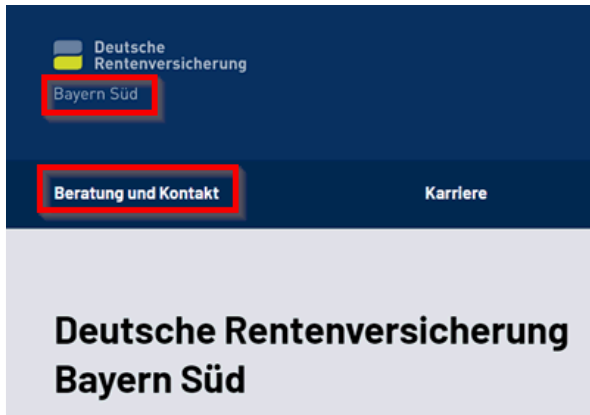 Deutsche
Rentenversicherung
Bayern Süd
Beratung und Kontakt
Karriere
Deutsche Rentenversicherung
Bayern Süd